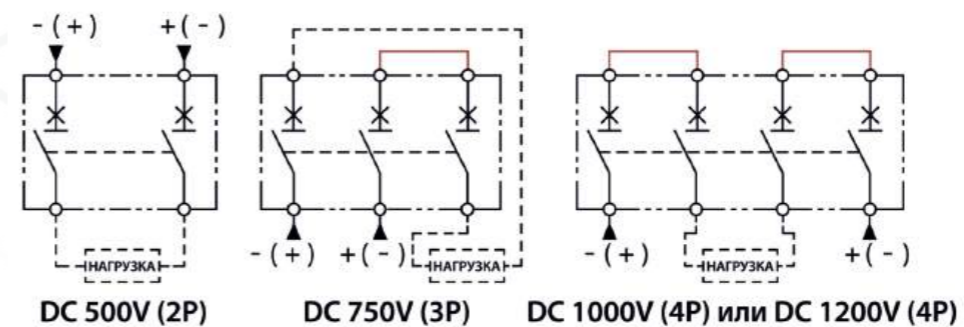 - (+) +(-)
НАГРУЗКА
DC 500V (2P)
- (+) +(-)
НАГРУЗКА
DC 750V (3P)
- (+) +(-)
НАГРУЗКА
DC 1000V (4P) или DC 1200V (4P)